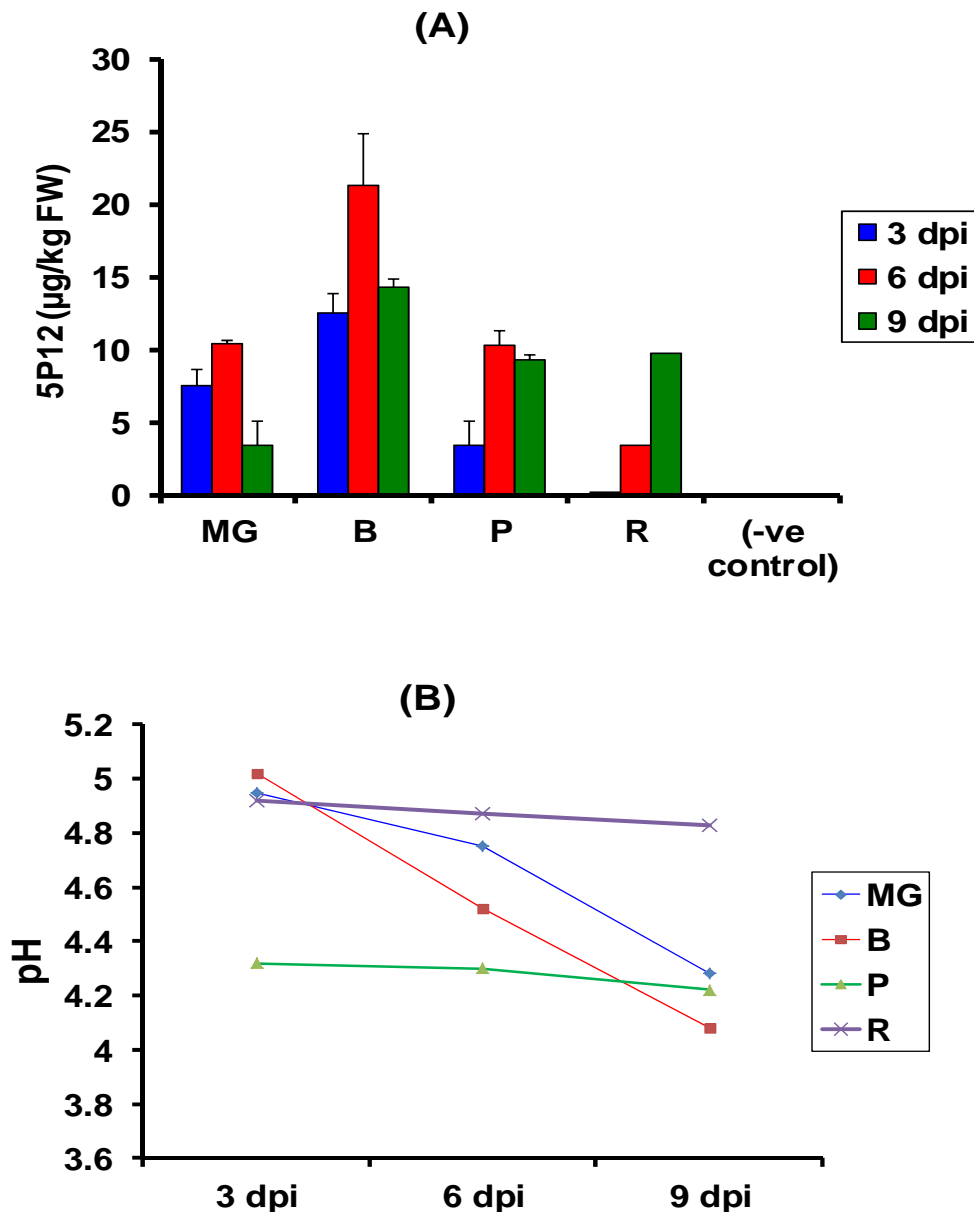 (A)
30
25
20
15
10
5
0
5P12 (µg/kg FW)
MG
B
P
R
(-ve
control)
3 dpi
6 dpi
9 dpi
(B)
5.2
5
4.8
4.6
4.4
4.2
4
3.8
3.6
pH
3 dpi
6 dpi
9 dpi
MG
B
P
R